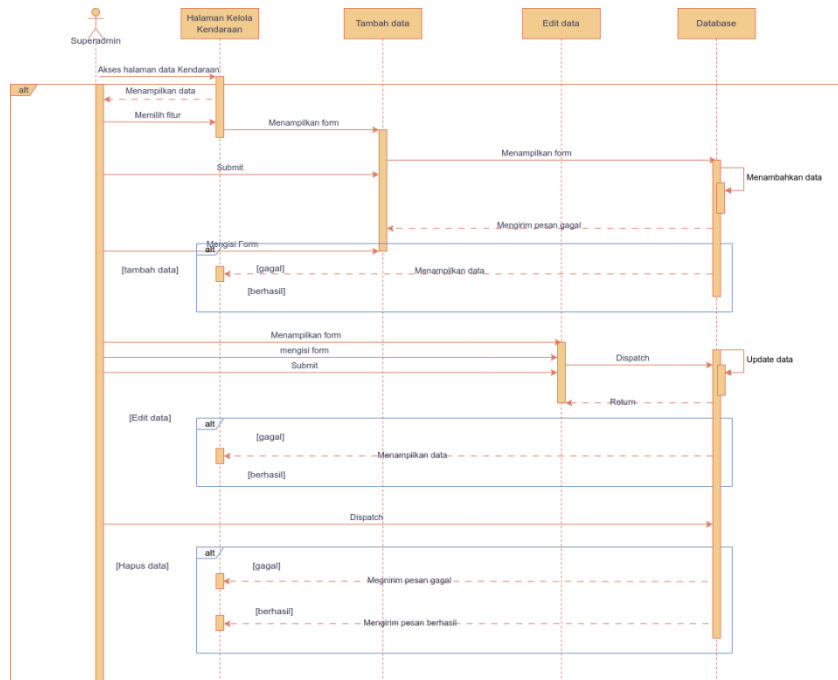 Superadmin
Halaman Kelola
Kendaraan
Tambah data
Edit data
Database
Akses halaman data Kendaraan
alt
Menampilkan data
Memilih fitur
Menampilkan form
Menampilkan form
Submit
Menambahkan data
Mengirim pesan gagal
Mengisi Form
alt
[tambah data]
[gagal]
Menampilkan data
[berhasil]
Menampilkan form
mengisi form
Dispatch
Update data
Submit
Return
[Edit data]
alt
[gagal]
Menampilkan data
[berhasil]
Dispatch
alt
[Hapus data]
[gagal]
Megnirim pesan gagal
[berhasil]
Mengirim pesan berhasil